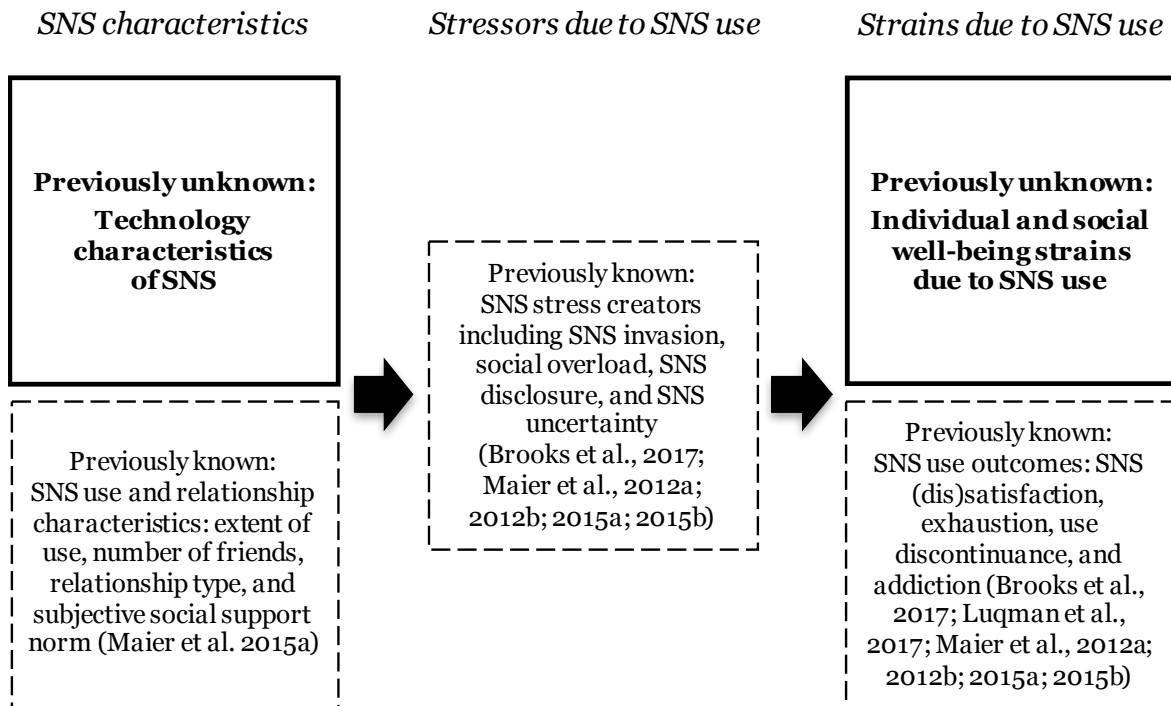 SNS characteristics
Stressors due to SNS use
Strains due to SNS use
Previously unknown:
Technology
characteristics
of SNS
Previously known:
SNS use and relationship
characteristics: extent of
use, number of friends,
relationship type, and
subjective social support
norm (Maier et al. 2015a)
Previously known:
SNS stress creators
including SNS invasion,
social overload, SNS
disclosure, and SNS
uncertainty
(Brooks et al., 2017;
Maier et al., 2012a;
2012b; 2015a; 2015b)
Previously unknown:
Individual and social
well-being strains
due to SNS use
Previously known:
SNS use outcomes: SNS
(dis)satisfaction,
exhaustion, use
discontinuance, and
addiction (Brooks et al.,
2017; Luqman et al.,
2017; Maier et al., 2012a;
2012b; 2015a; 2015b)